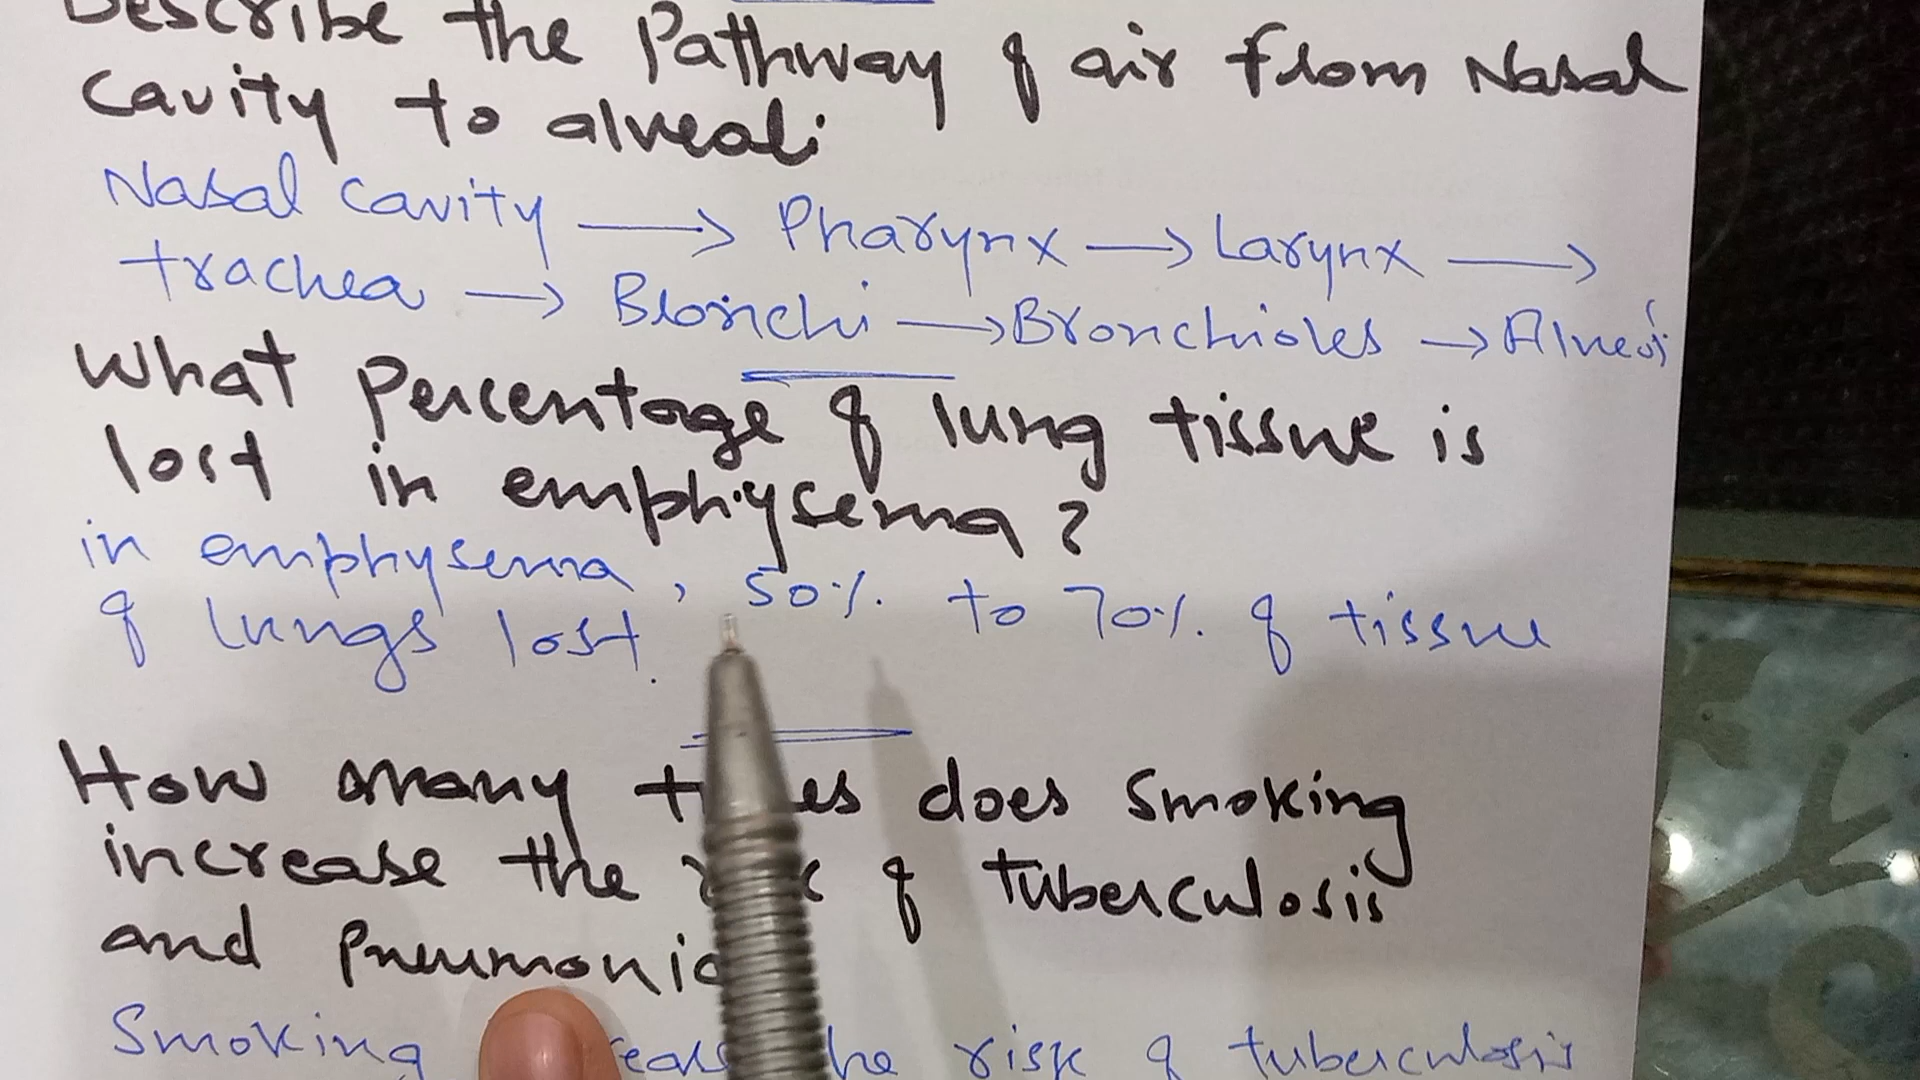 Describe the Pathway of air from Nasal
cavity to alveoli
Nasal cavity → Pharynx → Larynx →
trachea → Bronchi → Bronchioles → Alveoli
What Percentage of lung tissue is
lost in emphysema?
in emphysema, 50% to 70% of tissue
of lungs lost.
How many does Smoking
increase the of tuberculosis
and Pneumonia
Smoking the risk of tuberculosis